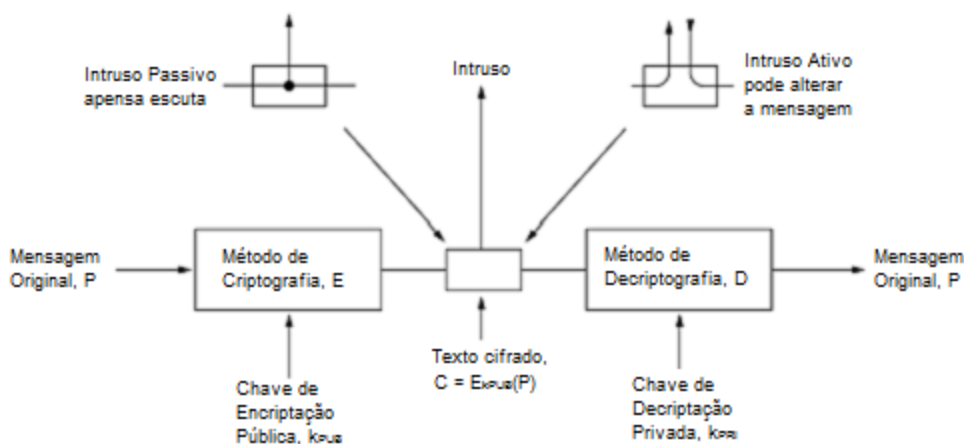 Intruso Passivo
apensa escuta
Intruso
Intruso Ativo
pode alterar
a mensagem
Mensagem
Original, P
Método de
Criptografia, E
Método de
Decriptografia, D
Mensagem
Original, P
Texto cifrado,
C = EKPUB(P)
Chave de
Encriptação
Pública, kPUB
Chave de
Decriptação
Privada, kPRI